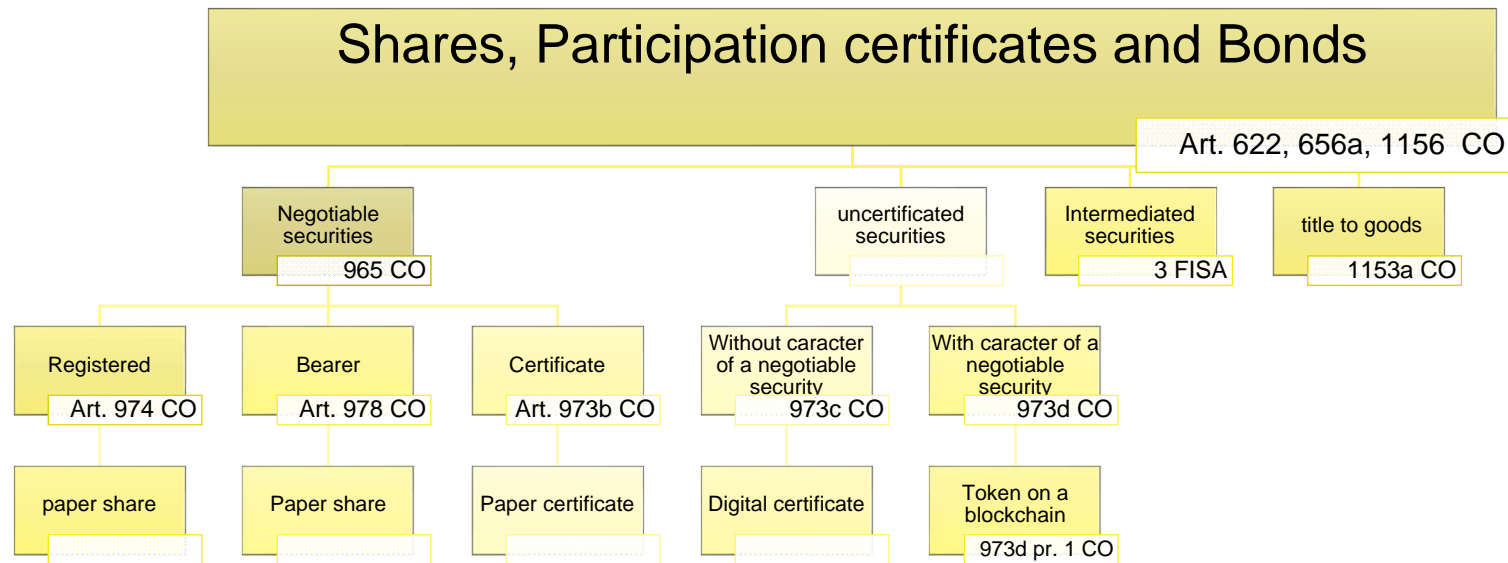 Shares, Participation certificates and Bonds
Art. 622, 656a, 1156 CO
Negotiable
securities
965 CO
uncertificated
securities
Intermediated
securities
3 FISA
title to goods
1153a CO
Registered
Art. 974 CO
Bearer
Art. 978 CO
Certificate
Art. 973b CO
Without caracter
of a negotiable
security
973c CO
With caracter of a
negotiable
security
973d CO
paper share
Paper share
Paper certificate
Digital certificate
Token on a
blockchain
973d pr. 1 CO